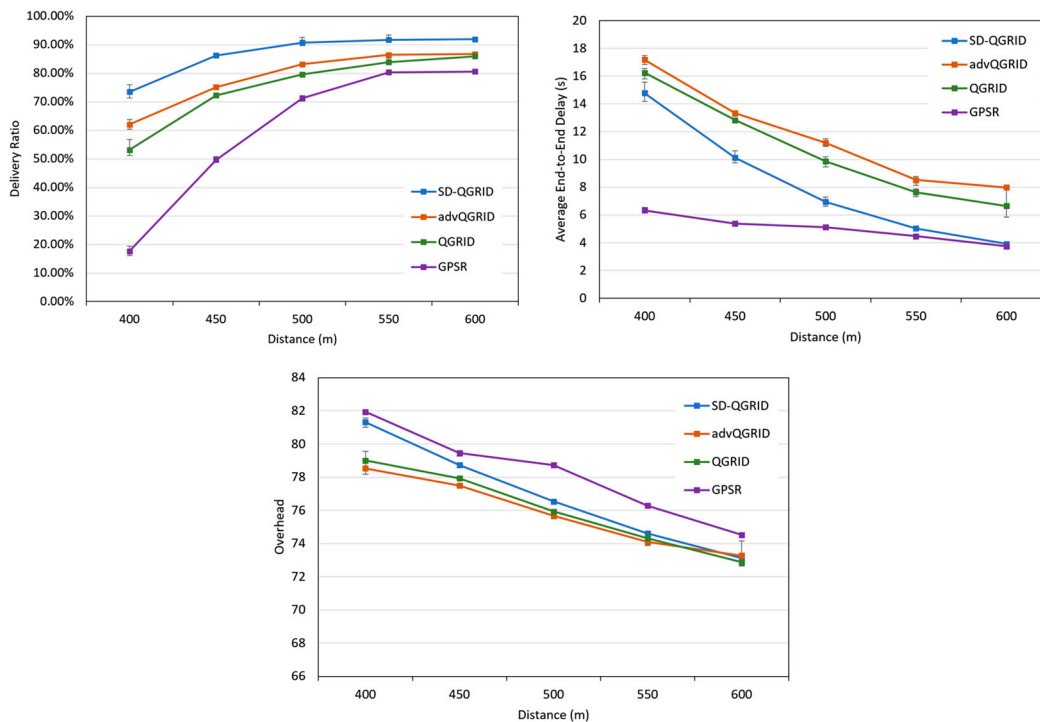 100.00%
90.00%
80.00%
70.00%
60.00%
50.00%
40.00%
30.00%
20.00%
10.00%
0.00%
Delivery Ratio
SD-QGRID
advQGRID
QGRID
GPSR
400 450 500 550 600
Distance (m)
20
18
16
14
12
10
8
6
4
2
0
Average End-to-End Delay (s)
SD-QGRID
advQGRID
QGRID
GPSR
400 450 500 550 600
Distance (m)
84
82
80
78
76
74
72
70
68
66
Overhead
SD-QGRID
advQGRID
QGRID
GPSR
400 450 500 550 600
Distance (m)